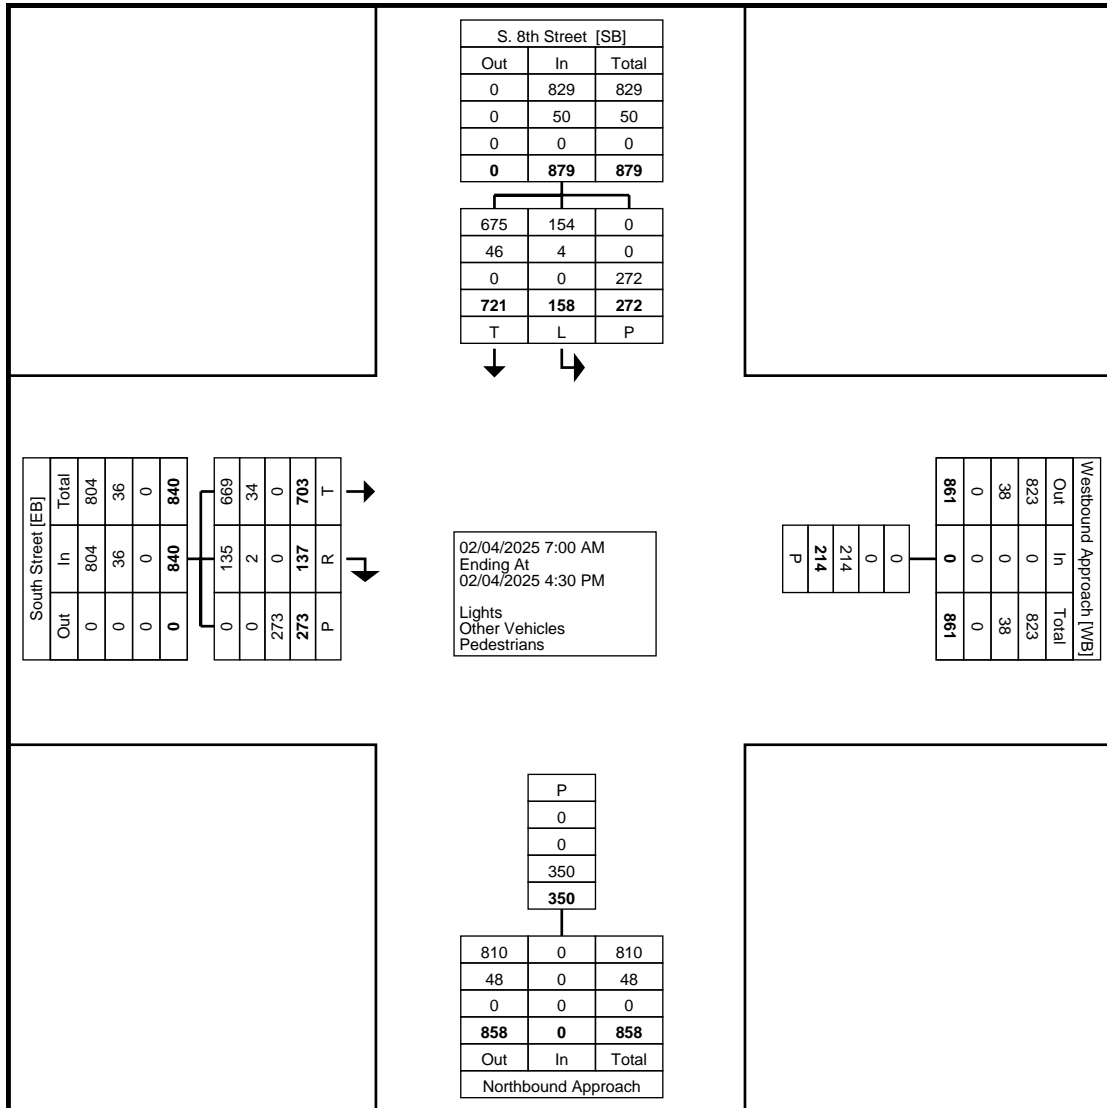 S. 8th Street [SB]
Out In Total
0 829 829
0 50 50
0 0 0
0 879 879
675 154 0
46 4 0
0 0 272
721 158 272
T L P
South Street [EB]
Total In Out
804 804 0
36 36 0
0 0 0
840 840 0
669 135 0
34 2 0
0 0 273
703 137 273
T R P
02/04/2025 7:00 AM
Ending At
02/04/2025 4:30 PM
Lights
Other Vehicles
Pedestrians
Westbound Approach [WB]
Out In Total
823 0 823
38 0 38
0 0 0
861 0 861
0
0
214
214
P
P
0
0
350
350
810 0 810
48 0 48
0 0 0
858 0 858
Out In Total
Northbound Approach